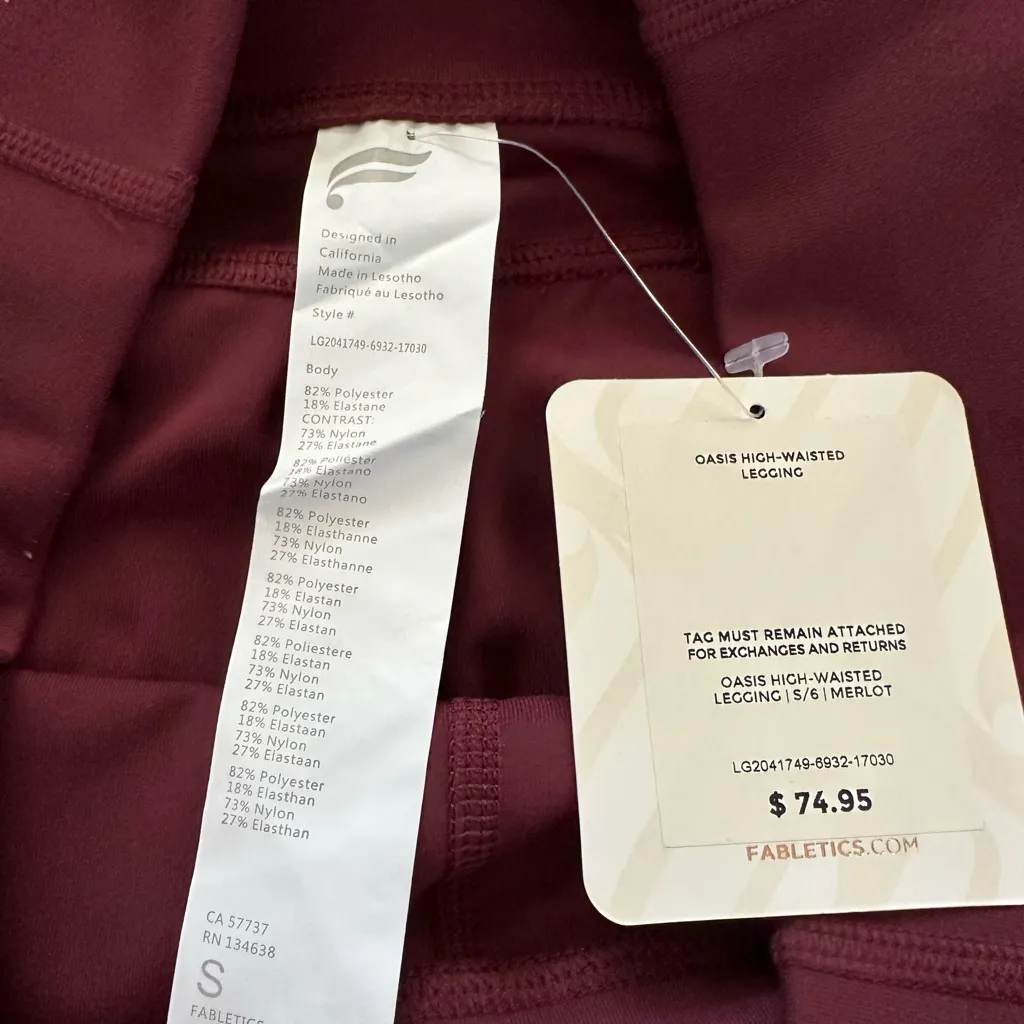 Designed in
California
Made in Lesotho
Fabriqué au Lesotho
Style #
LG2041749-6932-17030
Body
82% Polyester
18% Elastane
CONTRAST:
73% Nylon
27% Elastane
82% Poliéster
18% Elastano
73% Nylon
27% Elastano
82% Polyester
18% Elasthanne
73% Nylon
27% Elasthanne
82% Polyester
18% Elastan
73% Nylon
27% Elastan
82% Poliestere
18% Elastan
73% Nylon
27% Elastan
82% Polyester
18% Elastaan
73% Nylon
27% Elastaan
82% Polyester
18% Elasthan
73% Nylon
27% Elasthan
CA 57737
RN 134638
S
FABLETICS
OASIS HIGH-WAISTED
LEGGING
TAG MUST REMAIN ATTACHED
FOR EXCHANGES AND RETURNS
OASIS HIGH-WAISTED
LEGGING | S/6 | MERLOT
LG2041749-6932-17030
$ 74.95
FABLETICS.COM